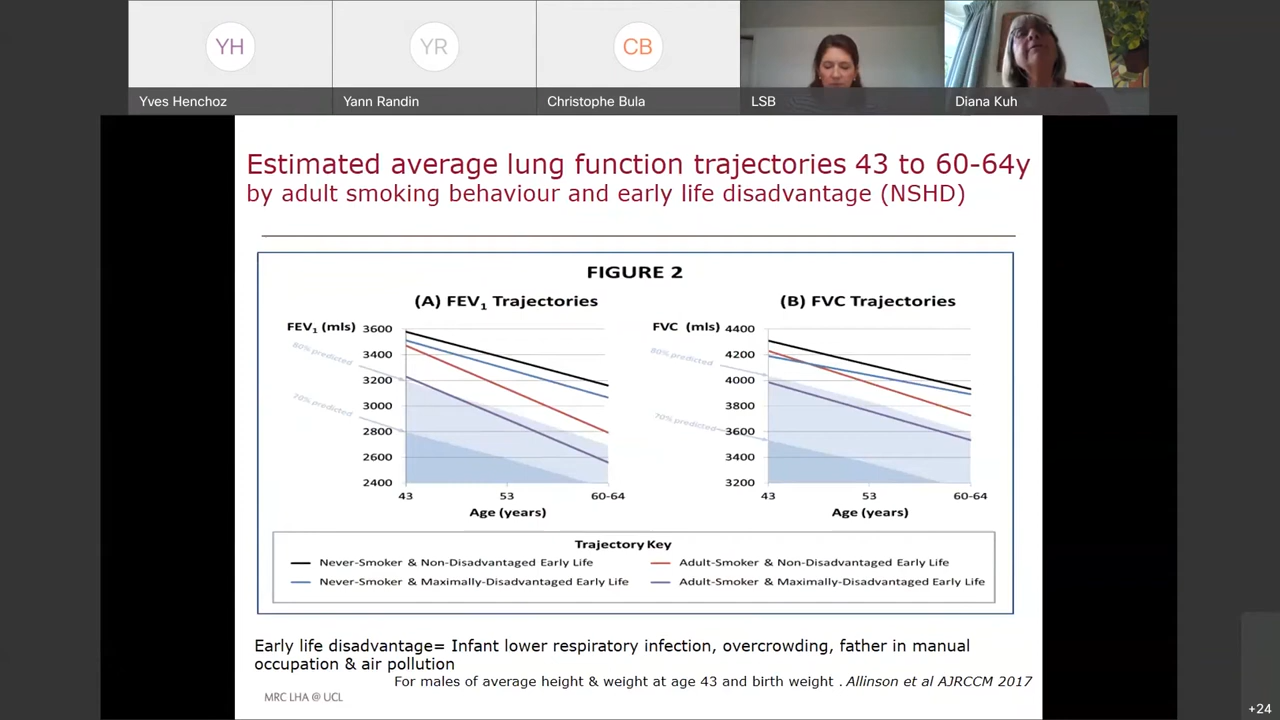 YH
YR
CB
Yves Henchoz
Yann Randin
Christophe Bula
LSB
Diana Kuh
Estimated average lung function trajectories 43 to 60-64y
by adult smoking behaviour and early life disadvantage (NSHD)
FIGURE 2
(A) FEV1 Trajectories
FEV1 (mls)
3600
3400
3200
3000
2800
2600
2400
80% predicted
70% predicted
43
53
60-64
Age (years)
(B) FVC Trajectories
FVC (mls)
4400
4200
4000
3800
3600
3400
3200
80% predicted
70% predicted
43
53
60-64
Age (years)
Trajectory Key
Never-Smoker & Non-Disadvantaged Early Life
Adult-Smoker & Non-Disadvantaged Early Life
Never-Smoker & Maximally-Disadvantaged Early Life
Adult-Smoker & Maximally-Disadvantaged Early Life
Early life disadvantage= Infant lower respiratory infection, overcrowding, father in manual
occupation & air pollution
For males of average height & weight at age 43 and birth weight . Allinson et al AJRCCM 2017
MRC LHA @ UCL
+24